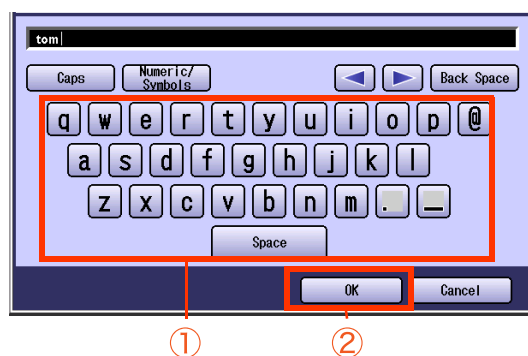 tom
Caps Numeric/ Back Space
Symbols
q w e r t y u i o p @
a s d f g h j k l
z x c v b n m . _
Space
OK Cancel
① ②